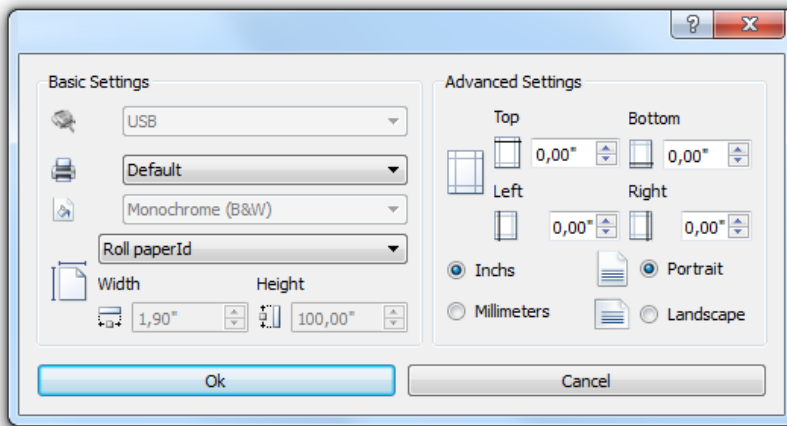 Basic Settings
USB
Default
Monochrome (B&W)
Roll paperId
Width Height
1,90" 100,00"
Advanced Settings
Top Bottom
0,00" 0,00"
Left Right
0,00" 0,00"
Inchs Portrait
Millimeters Landscape
Ok Cancel